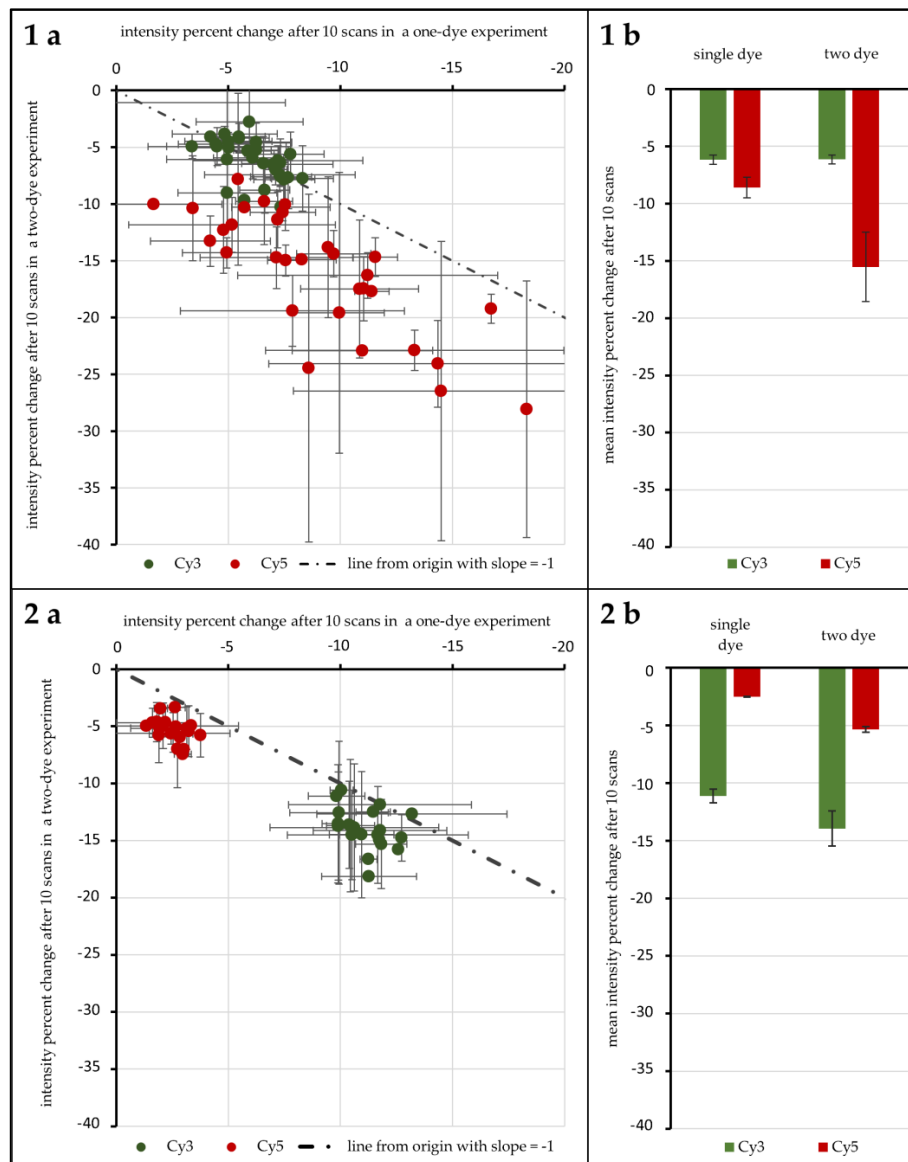 1 a
intensity percent change after 10 scans in a one-dye experiment
0 -5 -10 -15 -20
intensity percent change after 10 scans in a two-dye experiment
0
-5
-10
-15
-20
-25
-30
-35
-40
Cy3 Cy5 line from origin with slope = -1
1 b
single dye two dye
mean intensity percent change after 10 scans
0
-5
-10
-15
-20
-25
-30
-35
-40
Cy3 Cy5
2 a
intensity percent change after 10 scans in a one-dye experiment
0 -5 -10 -15 -20
intensity percent change after 10 scans in a two-dye experiment
0
-5
-10
-15
-20
-25
-30
-35
-40
Cy3 Cy5 line from origin with slope = -1
2 b
single
dye
two dye
mean intensity percent change after 10 scans
0
-5
-10
-15
-20
-25
-30
-35
-40
Cy3 Cy5